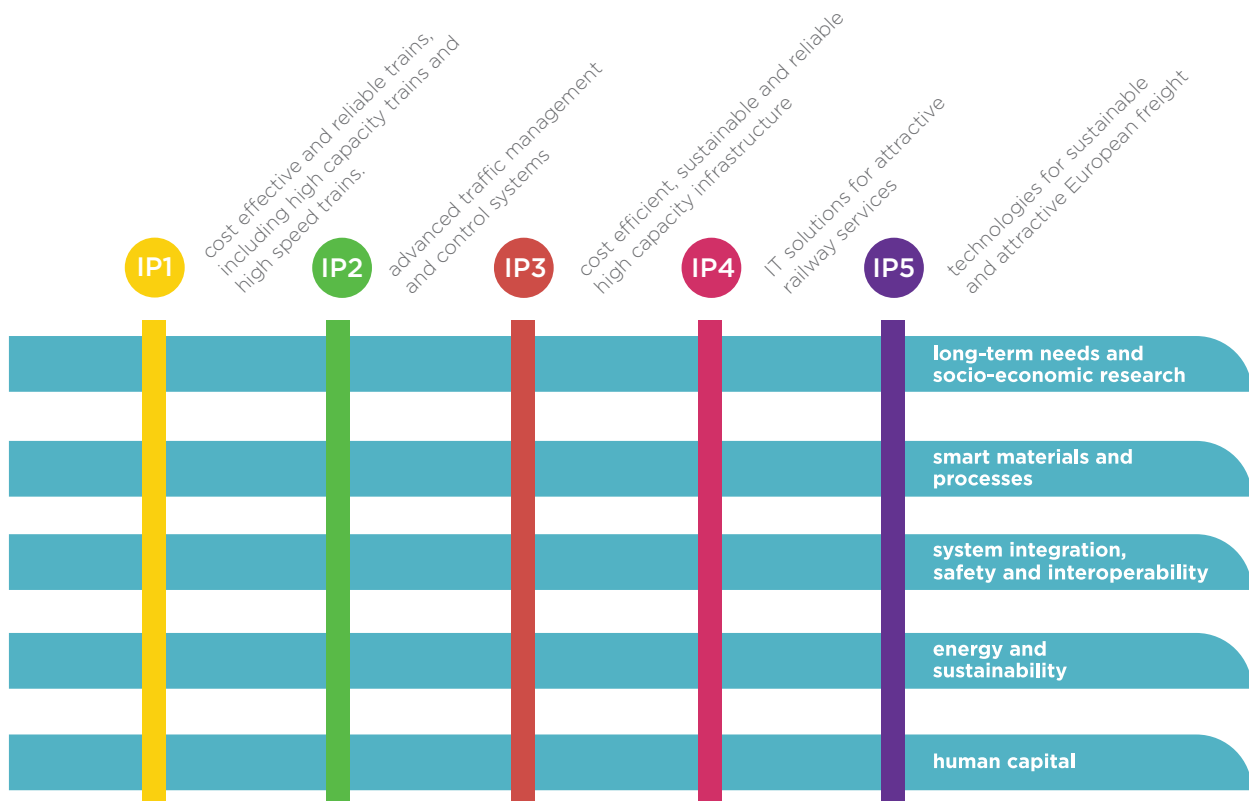 IP1
cost effective and reliable trains,
including high capacity trains and
high speed trains.
IP2
advanced traffic management
and control systems
IP3
cost efficient, sustainable and reliable
high capacity infrastructure
IP4
IT solutions for attractive
railway services
IP5
technologies for sustainable
and attractive European freight
long-term needs and
socio-economic research
smart materials and
processes
system integration,
safety and interoperability
energy and
sustainability
human capital